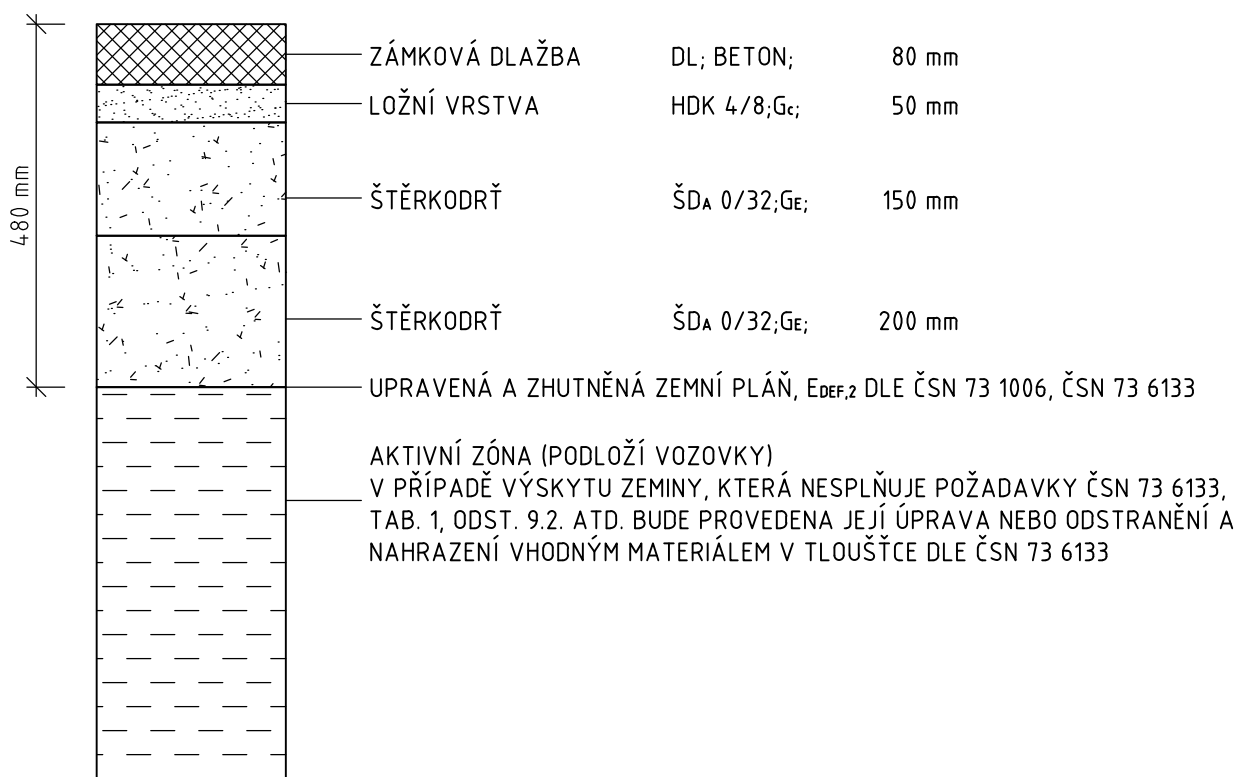 ZÁMKOVÁ DLAŽBA DL; BETON; 80 mm
LOŽNÍ VRSTVA HDK 4/8;Gc; 50 mm
480 mm
ŠTĚRKODRŤ ŠDA 0/32;GE; 150 mm
ŠTĚRKODRŤ ŠDA 0/32;GE; 200 mm
UPRAVENÁ A ZHUTNĚNÁ ZEMNÍ PLÁŇ, EDEF,2 DLE ČSN 73 1006, ČSN 73 6133
AKTIVNÍ ZÓNA (PODLOŽÍ VOZOVKY)
V PŘÍPADĚ VÝSKYTU ZEMINY, KTERÁ NESPLŇUJE POŽADAVKY ČSN 73 6133,
TAB. 1, ODST. 9.2. ATD. BUDE PROVEDENA JEJÍ ÚPRAVA NEBO ODSTRANĚNÍ A
NAHRAZENÍ VHODNÝM MATERIÁLEM V TLOUŠŤCE DLE ČSN 73 6133